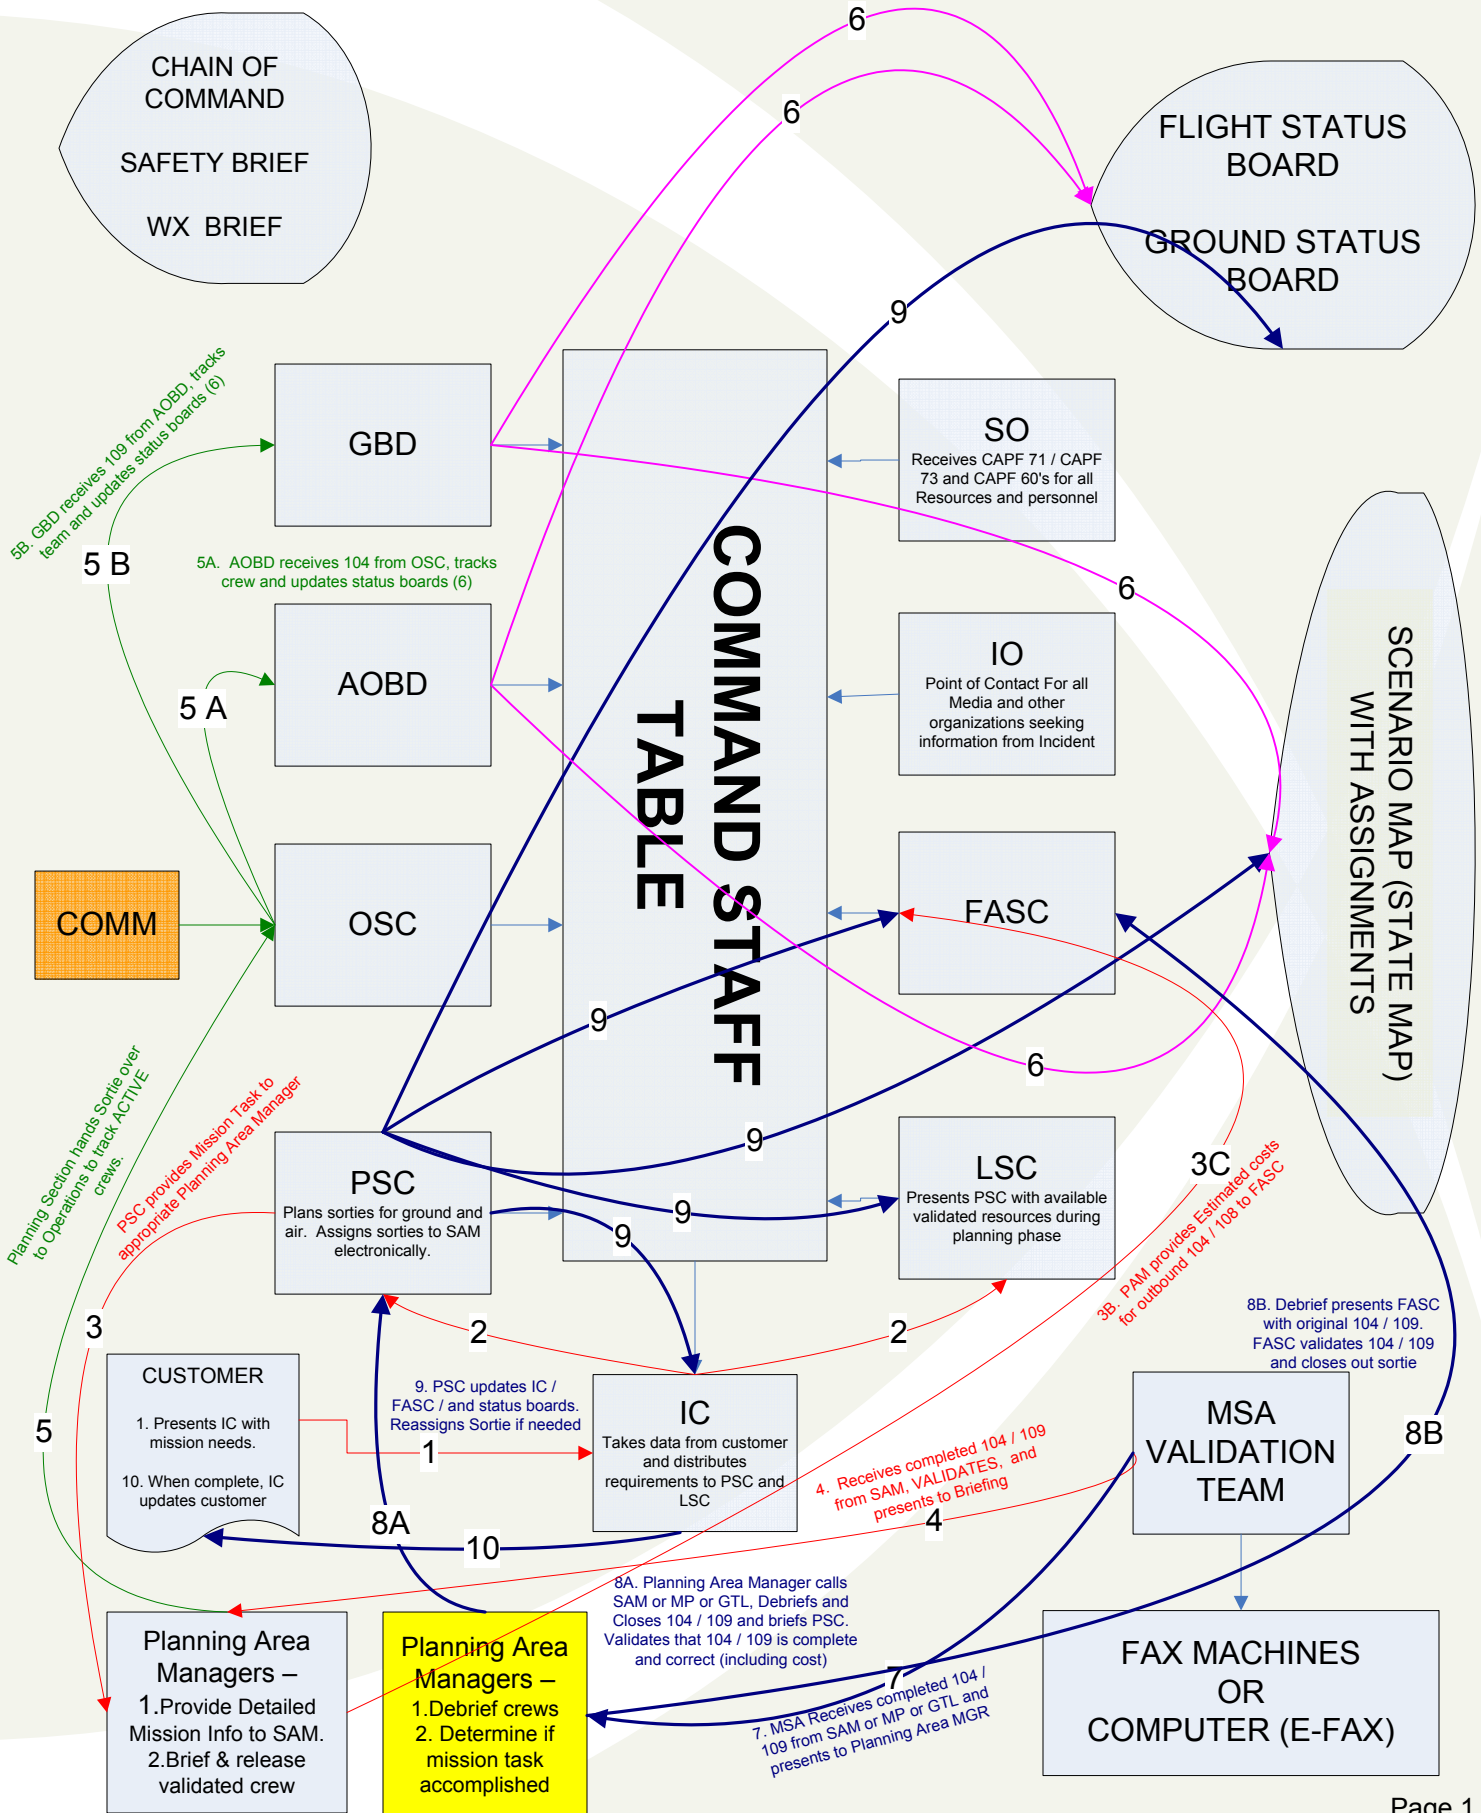 6
CHAIN OF
COMMAND
SAFETY BRIEF
WX BRIEF
6
FLIGHT STATUS
BOARD
GROUND STATUS
BOARD
9
5B. GBD receives 109 from AOBD, tracks
team and updates status boards (6)
GBD
SO
Receives CAPF 71 / CAPF
73 and CAPF 60's for all
Resources and personnel
5 B
5A. AOBD receives 104 from OSC, tracks
crew and updates status boards (6)
6
COMMAND STAFF
TABLE
SCENARIO MAP (STATE MAP)
WITH ASSIGNMENTS
AOBD
5 A
IO
Point of Contact For all
Media and other
organizations seeking
information from Incident
COMM
OSC
FASC
9
6
Planning Section hands Sortie over
to Operations to track ACTIVE
crews.
PSC provides Mission Task to
appropriate Planning Area Manager
9
PSC
Plans sorties for ground and
air. Assigns sorties to SAM
electronically.
9
9
LSC
Presents PSC with available
validated resources during
planning phase
3C
3B. PAM provides Estimated costs
for outbound 104 / 108 to FASC
3
2
2
8B. Debrief presents FASC
with original 104 / 109.
FASC validates 104 / 109
and closes out sortie
CUSTOMER
1. Presents IC with
mission needs.
10. When complete, IC
updates customer
9. PSC updates IC /
FASC / and status boards.
Reassigns Sortie if needed
5
1
IC
Takes data from customer
and distributes
requirements to PSC and
LSC
MSA
VALIDATION
TEAM
8B
4. Receives completed 104 / 109
from SAM, VALIDATES, and
presents to Briefing
8A
4
10
8A. Planning Area Manager calls
SAM or MP or GTL, Debriefs and
Closes 104 / 109 and briefs PSC.
Validates that 104 / 109 is complete
and correct (including cost)
Planning Area
Managers –
1.Provide Detailed
Mission Info to SAM.
2.Brief & release
validated crew
Planning Area
Managers –
1.Debrief crews
2. Determine if
mission task
accomplished
7
7. MSA Receives completed 104 /
109 from SAM or MP or GTL and
presents to Planning Area MGR
FAX MACHINES
OR
COMPUTER (E-FAX)
Page 1